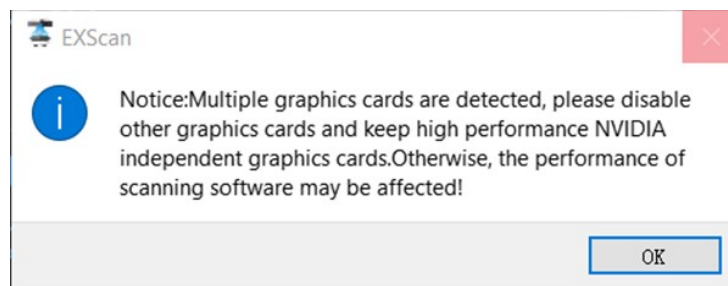 EXScan
Notice:Multiple graphics cards are detected, please disable
other graphics cards and keep high performance NVIDIA
independent graphics cards.Otherwise, the performance of
scanning software may be affected!
OK